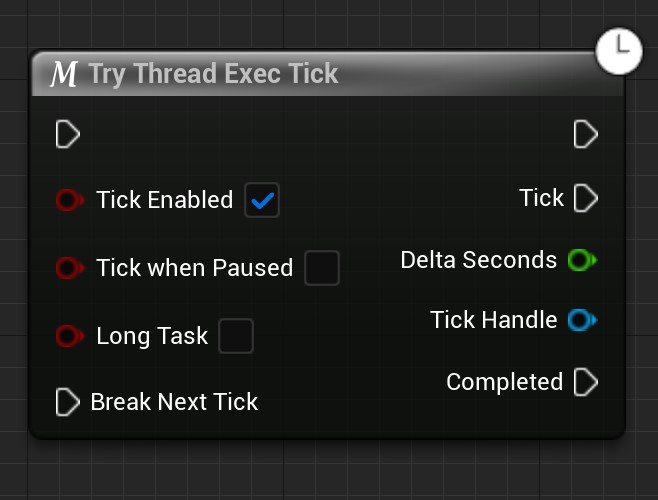 M Try Thread Exec Tick
Tick Enabled
Tick
Tick when Paused
Delta Seconds
Long Task
Tick Handle
Break Next Tick
Completed